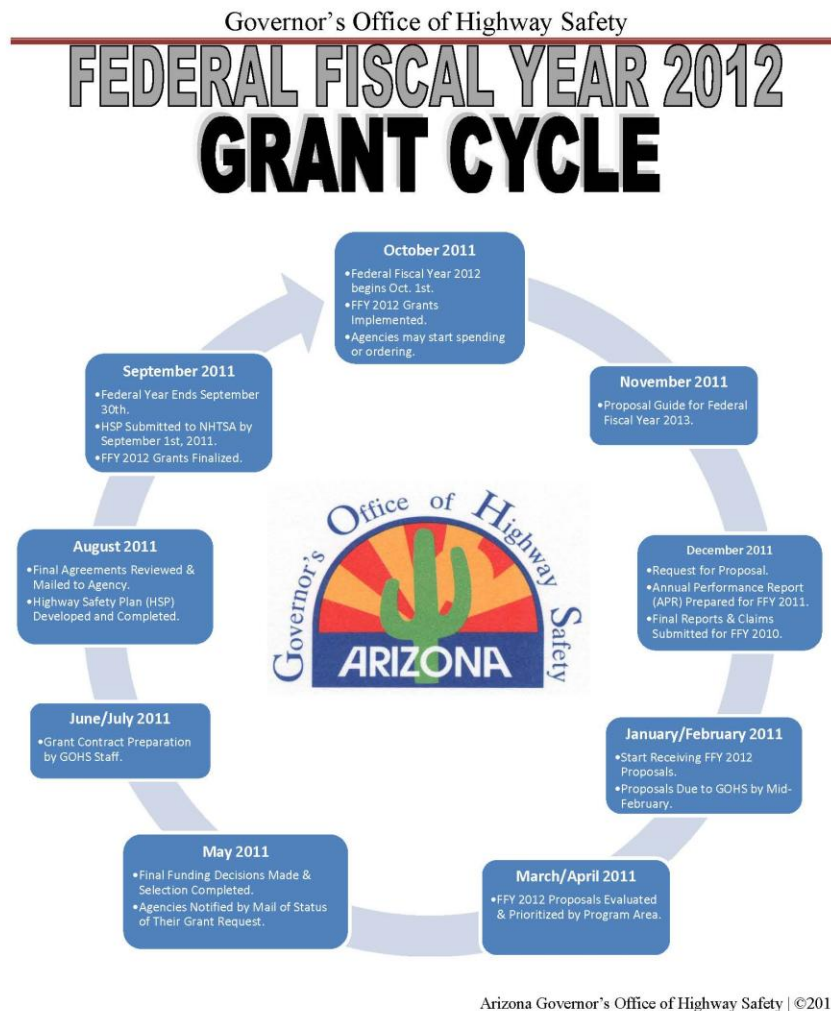 Governor's Office of Highway Safety
FEDERAL FISCAL YEAR 2012
GRANT CYCLE
October 2011
•Federal Fiscal Year 2012
begins Oct. 1st.
•FFY 2012 Grants
Implemented.
•Agencies may start spending
or ordering.
November 2011
•Proposal Guide for Federal
Fiscal Year 2013.
December 2011
•Request for Proposal.
•Annual Performance Report
(APR) Prepared for FFY 2011.
•Final Reports & Claims
Submitted for FFY 2010.
January/February 2011
•Start Receiving FFY 2012
Proposals.
•Proposals Due to GOHS by Mid-
February.
March/April 2011
•FFY 2012 Proposals Evaluated
& Prioritized by Program Area.
May 2011
•Final Funding Decisions Made &
Selection Completed.
•Agencies Notified by Mail of Status
of Their Grant Request.
June/July 2011
•Grant Contract Preparation
by GOHS Staff.
August 2011
•Final Agreements Reviewed &
Mailed to Agency.
•Highway Safety Plan (HSP)
Developed and Completed.
September 2011
•Federal Year Ends September
30th.
•HSP Submitted to NHTSA by
September 1st, 2011.
•FFY 2012 Grants Finalized.
Governor's Office of Highway Safety
ARIZONA
Arizona Governor's Office of Highway Safety | ©201